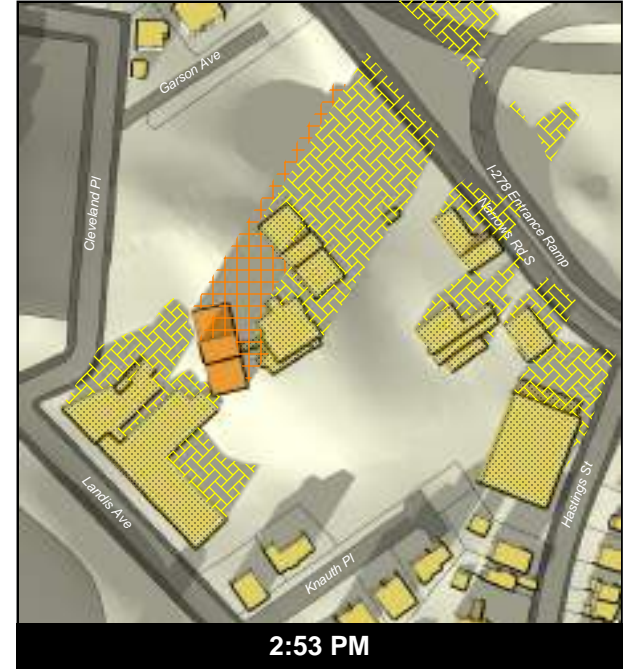 Garson Ave
Cleveland Pl
I-278 Entrance Ramp
Narrows Rd S
Landis Ave
Knauth Pl
Hastings St
2:53 PM